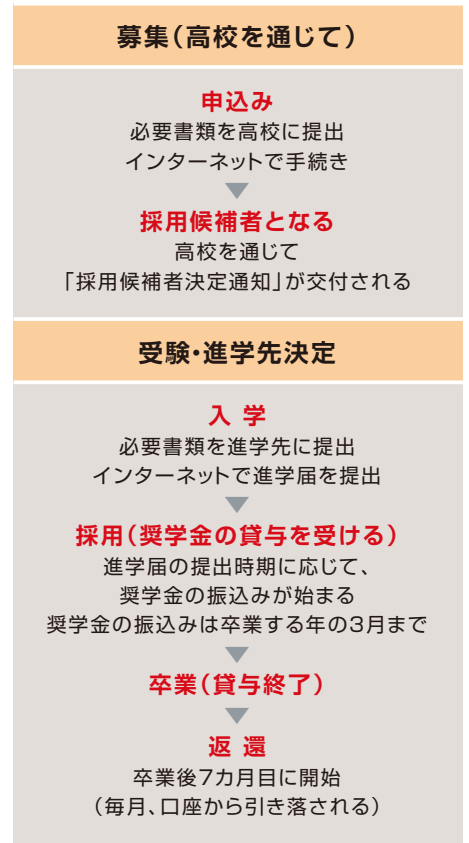 募集（高校を通じて）
申込み
必要書類を高校に提出
インターネットで手続き
採用候補者となる
高校を通じて
「採用候補者決定通知」が交付される
受験・進学先決定
入 学
必要書類を進学先に提出
インターネットで進学届を提出
採用（奨学金の貸与を受ける）
進学届の提出時期に応じて、
奨学金の振込みが始まる
奨学金の振込みは卒業する年の3月まで
卒業（貸与終了）
返 還
卒業後7カ月目に開始
（毎月、口座から引き落される）